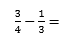 3/4 − 1/3 =